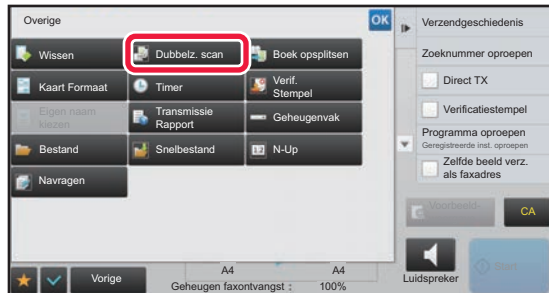 Overige
OK
Wissen
Dubbelz. scan
Boek opsplitsen
Kaart Formaat
Timer
Verif.
Stempel
Eigen naam
kiezen
Transmissie
Rapport
Geheugenvak
Bestand
Snelbestand
N-Up
Navragen
Vorige
A4
A4
Geheugen faxontvangst :
100%
Verzendgeschiedenis
Zoeknummer oproepen
Direct TX
Verificatiestempel
Programma oproepen
Geregistreerde inst. oproepen
Zelfde beeld verz.
als faxadres
Voorbeeld
CA
Luidspreker
Start